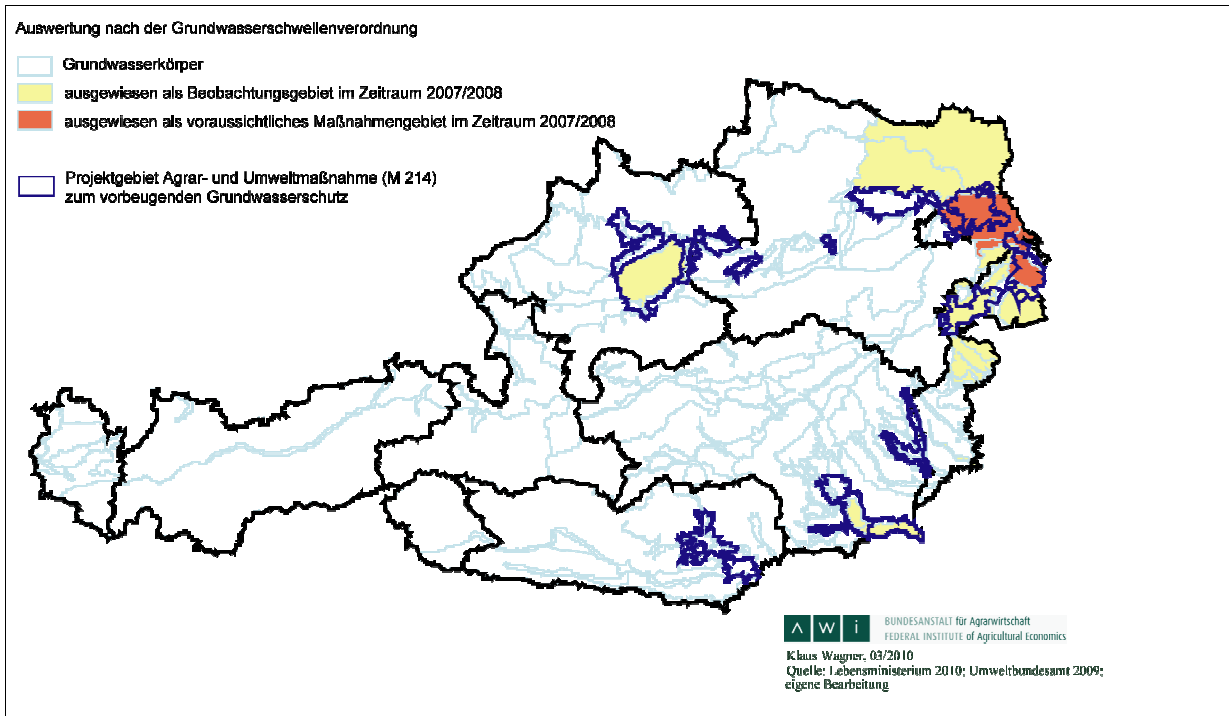 Auswertung nach der Grundwasserschwellenverordnung
Grundwasserkörper
ausgewiesen als Beobachtungsgebiet im Zeitraum 2007/2008
ausgewiesen als voraussichtliches Maßnahmengebiet im Zeitraum 2007/2008
Projektgebiet Agrar- und Umweltmaßnahme (M 214)
zum vorbeugenden Grundwasserschutz
AWi BUNDESANSTALT für Agrarwirtschaft
FEDERAL INSTITUTE of Agricultural Economics
Klaus Wagner, 03/2010
Quelle: Lebensministerium 2010; Umweltbundesamt 2009;
eigene Bearbeitung